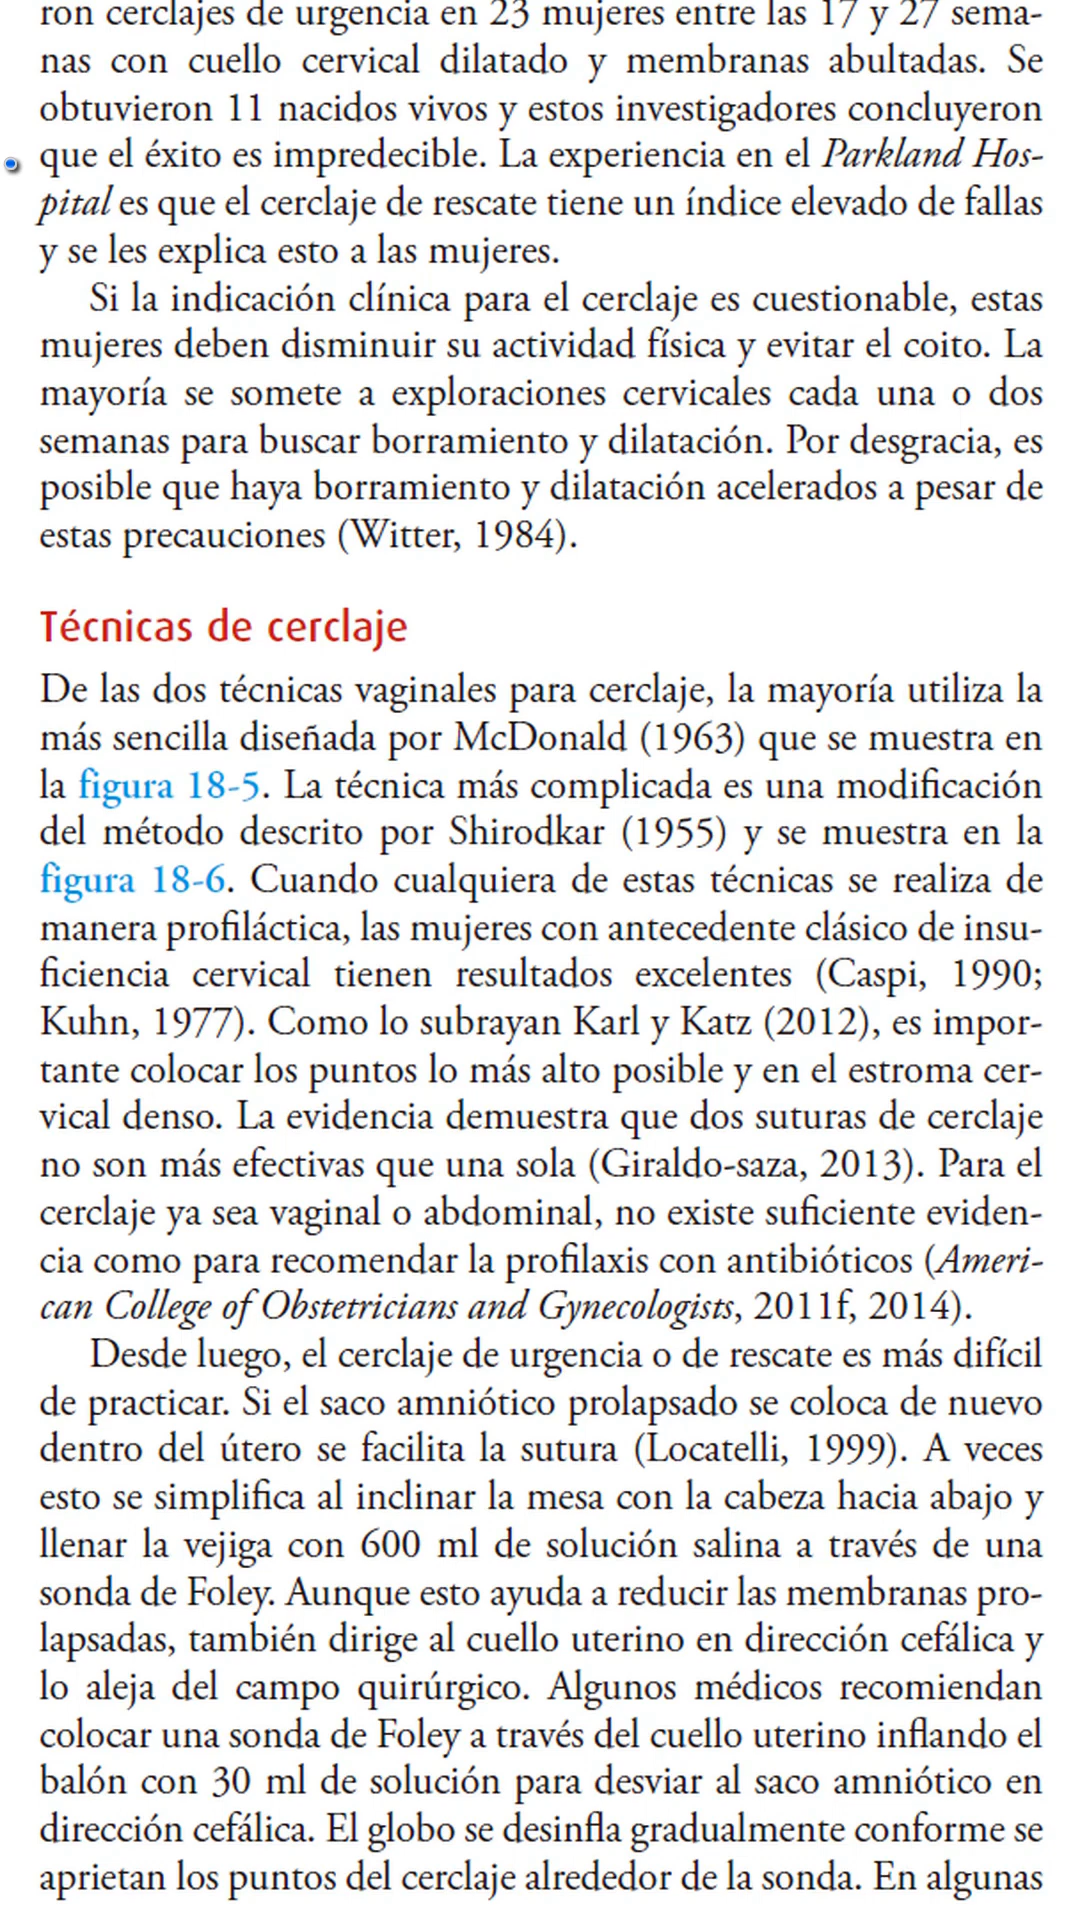 ron cerclajes de urgencia en 23 mujeres entre las 17 y 27 sema-
nas con cuello cervical dilatado y membranas abultadas. Se
obtuvieron 11 nacidos vivos y estos investigadores concluyeron
que el éxito es impredecible. La experiencia en el Parkland Hos-
pital es que el cerclaje de rescate tiene un índice elevado de fallas
y se les explica esto a las mujeres.
Si la indicación clínica para el cerclaje es cuestionable, estas
mujeres deben disminuir su actividad física y evitar el coito. La
mayoría se somete a exploraciones cervicales cada una o dos
semanas para buscar borramiento y dilatación. Por desgracia, es
posible que haya borramiento y dilatación acelerados a pesar de
estas precauciones (Witter, 1984).
Técnicas de cerclaje
De las dos técnicas vaginales para cerclaje, la mayoría utiliza la
más sencilla diseñada por McDonald (1963) que se muestra en
la figura 18-5. La técnica más complicada es una modificación
del método descrito por Shirodkar (1955) y se muestra en la
figura 18-6. Cuando cualquiera de estas técnicas se realiza de
manera profiláctica, las mujeres con antecedente clásico de insu-
ficiencia cervical tienen resultados excelentes (Caspi, 1990;
Kuhn, 1977). Como lo subrayan Karl y Katz (2012), es impor-
tante colocar los puntos lo más alto posible y en el estroma cer-
vical denso. La evidencia demuestra que dos suturas de cerclaje
no son más efectivas que una sola (Giraldo-saza, 2013). Para el
cerclaje ya sea vaginal o abdominal, no existe suficiente eviden-
cia como para recomendar la profilaxis con antibióticos (Ameri-
can College of Obstetricians and Gynecologists, 2011f, 2014).
Desde luego, el cerclaje de urgencia o de rescate es más difícil
de practicar. Si el saco amniótico prolapsado se coloca de nuevo
dentro del útero se facilita la sutura (Locatelli, 1999). A veces
esto se simplifica al inclinar la mesa con la cabeza hacia abajo y
llenar la vejiga con 600 ml de solución salina a través de una
sonda de Foley. Aunque esto ayuda a reducir las membranas pro-
lapsadas, también dirige al cuello uterino en dirección cefálica y
lo aleja del campo quirúrgico. Algunos médicos recomiendan
colocar una sonda de Foley a través del cuello uterino inflando el
balón con 30 ml de solución para desviar al saco amniótico en
dirección cefálica. El globo se desinfla gradualmente conforme se
aprietan los puntos del cerclaje alrededor de la sonda. En algunas